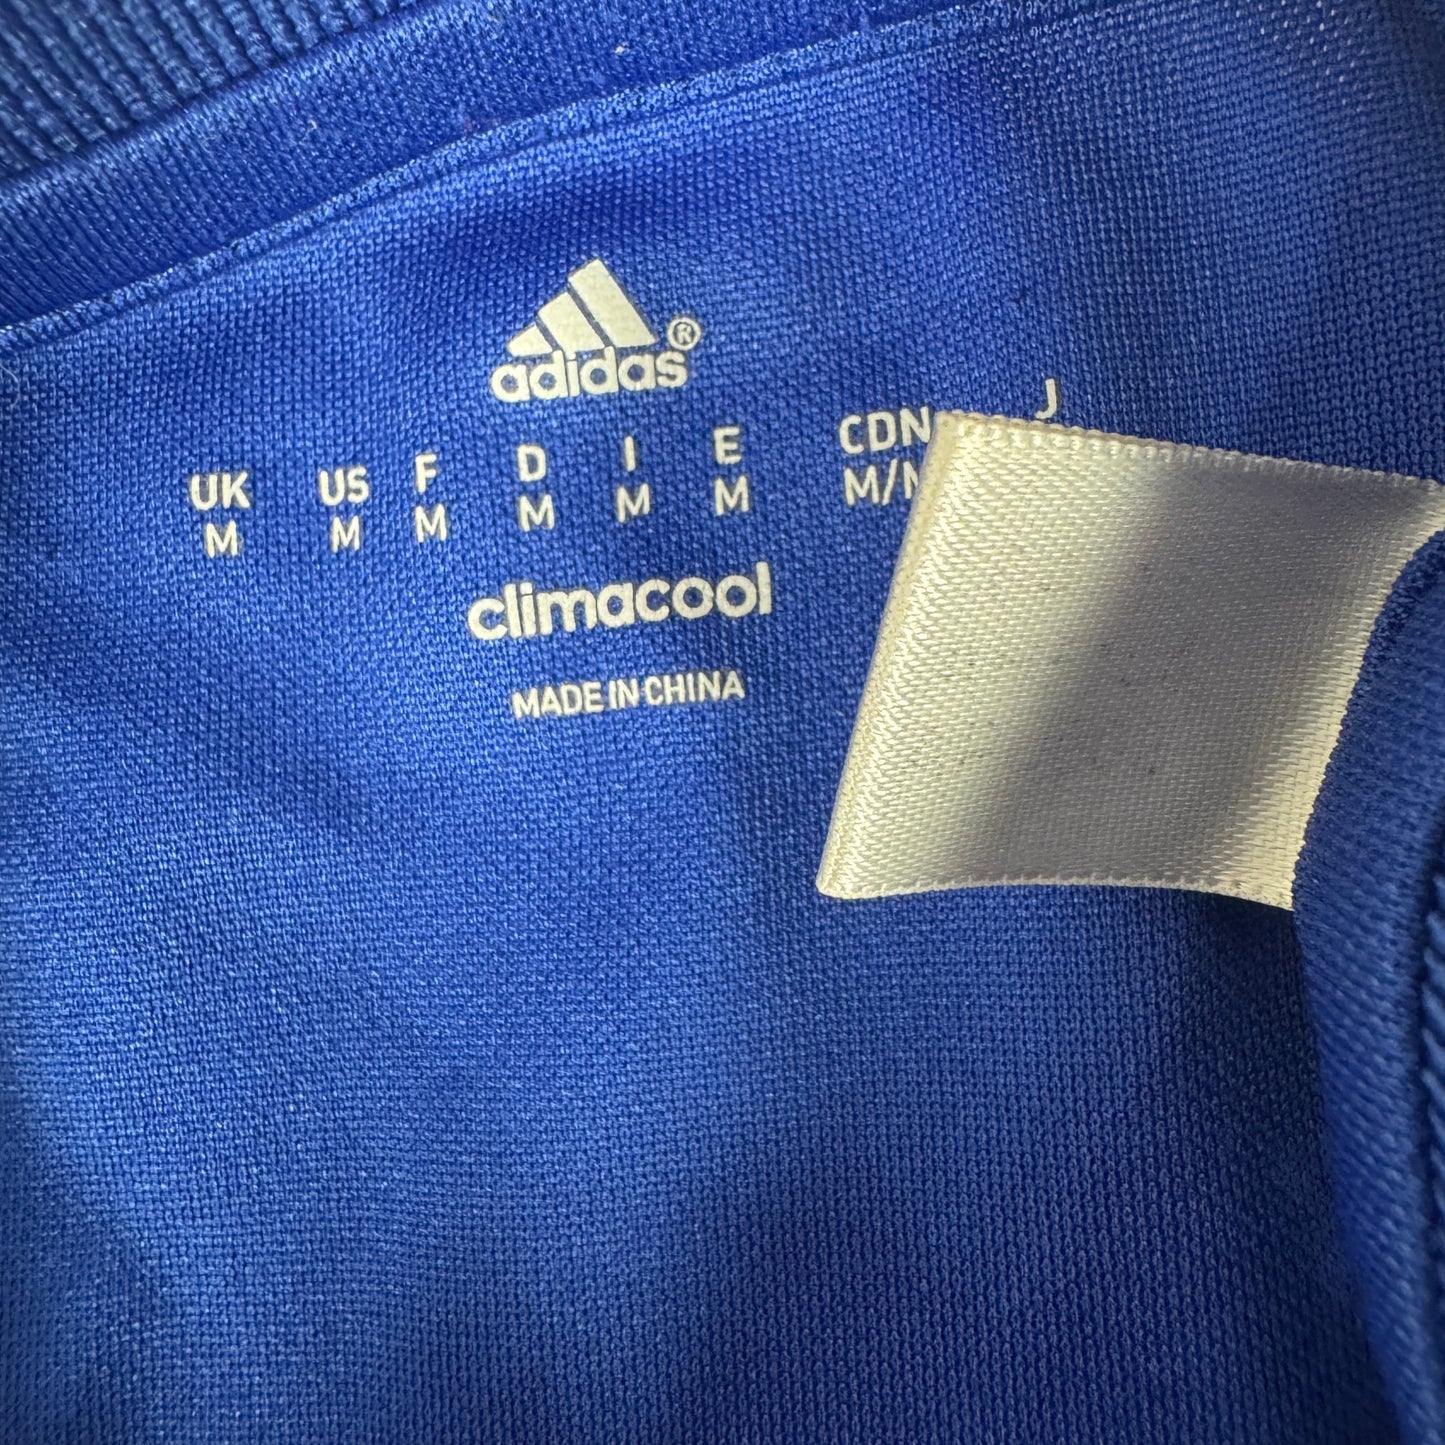 adidas®
UK US F D I E CDN J
M M M M M M M/
climacool
MADE IN CHINA